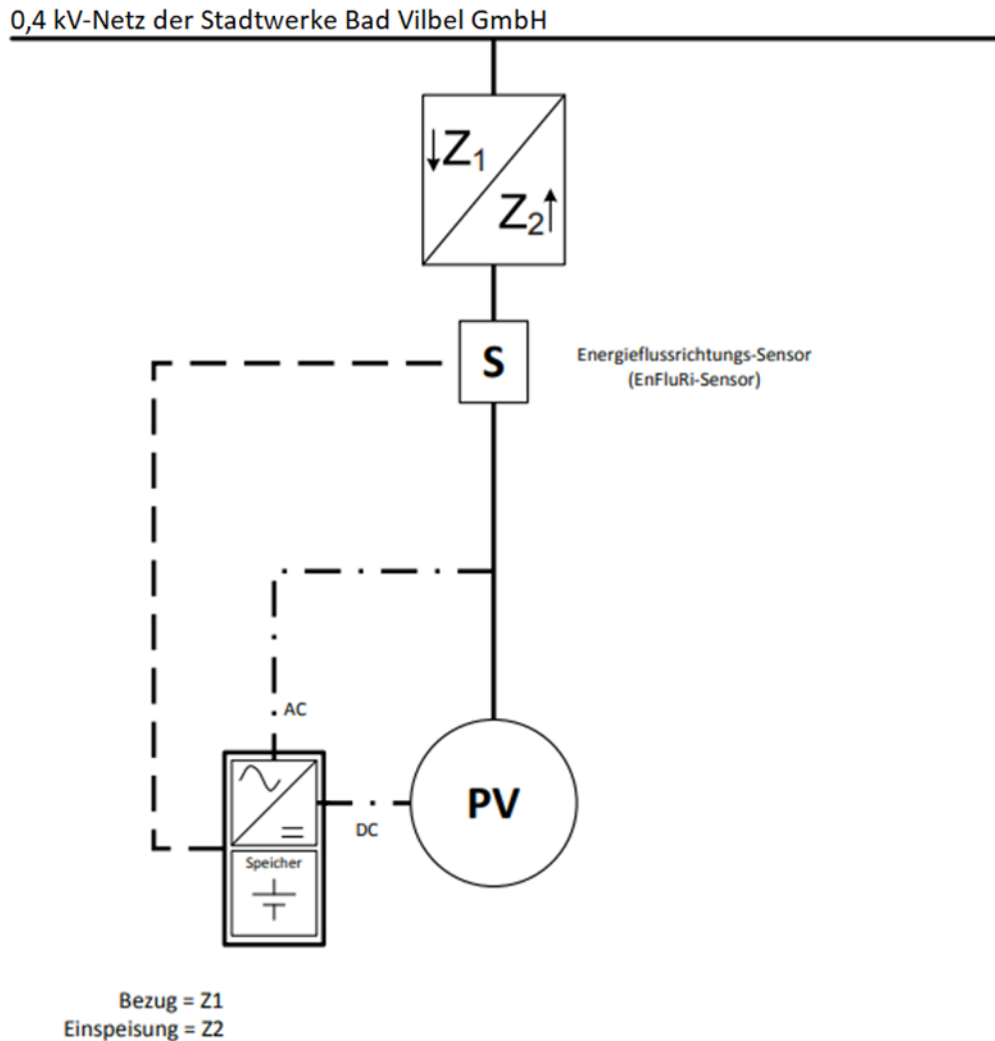 0,4 kV-Netz der Stadtwerke Bad Vilbel GmbH
↓Z₁
Z₂↑
S
Energieflussrichtungs-Sensor
(EnFluRi-Sensor)
AC
PV
DC
Speicher
Bezug = Z1
Einspeisung = Z2